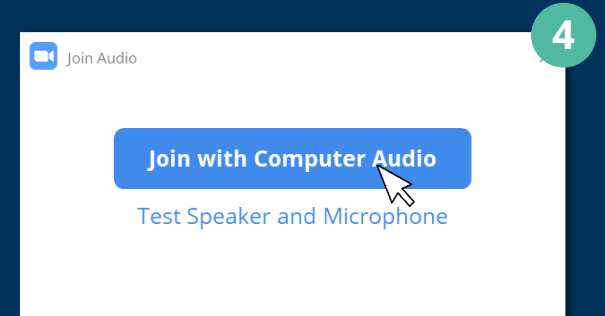 4
Join Audio
Join with Computer Audio
Test Speaker and Microphone